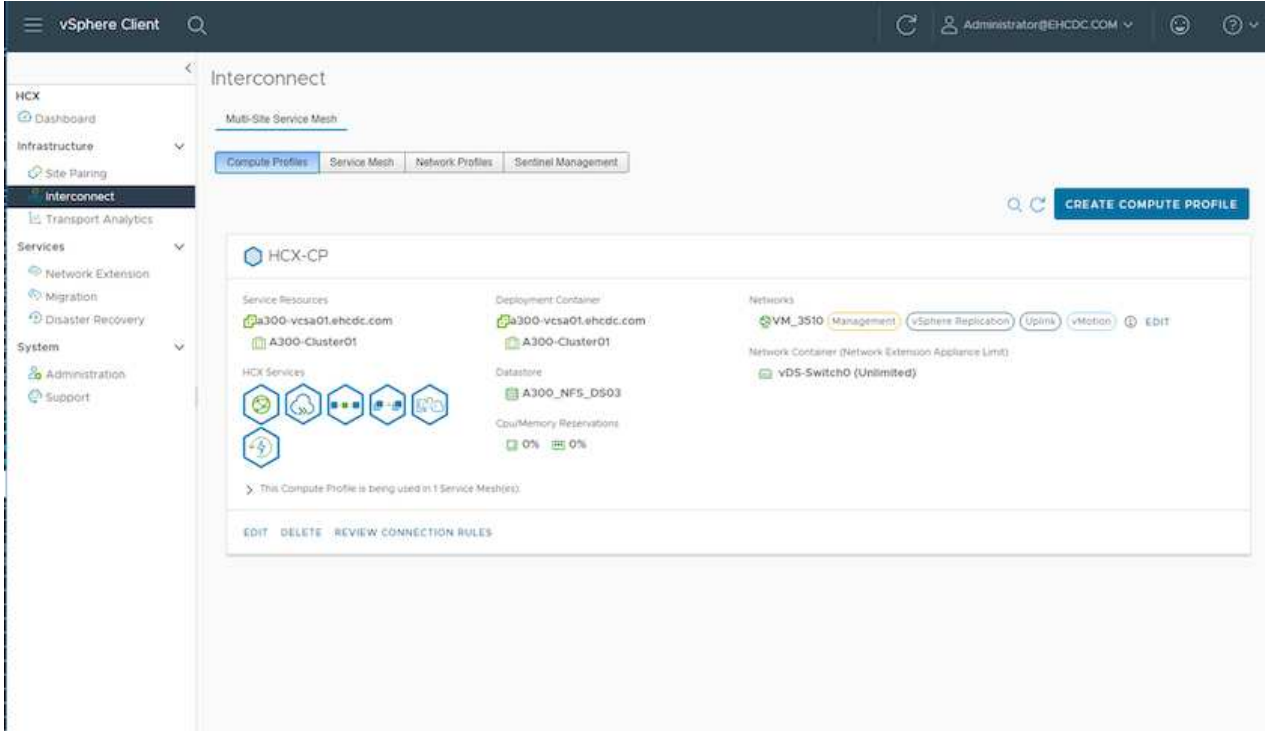 vSphere Client
Administrator@EHCDC.COM
HCX
Dashboard
Infrastructure
Site Pairing
Interconnect
Transport Analytics
Services
Network Extension
Migration
Disaster Recovery
System
Administration
Support
Interconnect
Multi-Site Service Mesh
Compute Profiles Service Mesh Network Profiles Sentinel Management
CREATE COMPUTE PROFILE
HCX-CP
Service Resources
a300-vcsa01.ehcdc.com
A300-Cluster01
HCX Services
Deployment Container
a300-vcsa01.ehcdc.com
A300-Cluster01
Datastore
A300_NFS_DS03
Cpu/Memory Reservations
0% 0%
Networks
VM_3510 Management vSphere Replication Uplink vMotion EDIT
Network Container (Network Extension Appliance Limit)
vDS-Switch0 (Unlimited)
This Compute Profile is being used in 1 Service Mesh(es).
EDIT DELETE REVIEW CONNECTION RULES